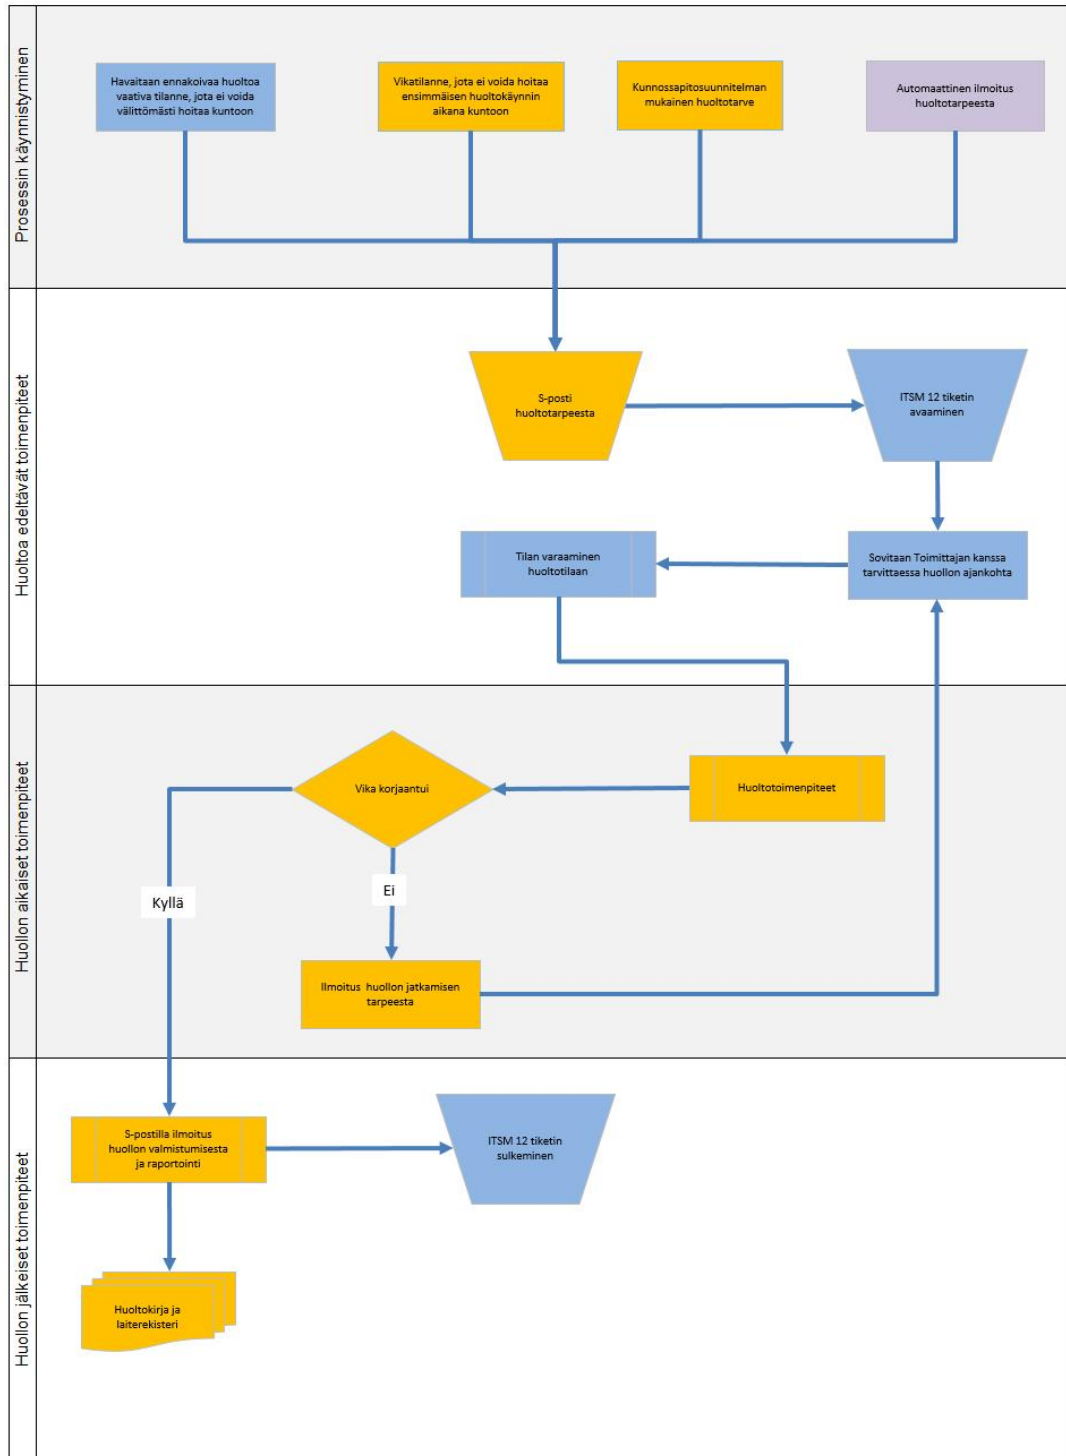 Prosessin käynnistyminen
Havaitaan ennakoivaa huoltoa
vaativa tilanne, jota ei voida
välittömästi hoitaa kuntoon
Vikatilanne, jota ei voida hoitaa
ensimmäisen huoltokäynnin
aikana kuntoon
Kunnossapitosuunnitelman
mukainen huoltotarve
Automaattinen ilmoitus
huoltotarpeesta
Huoltoa edeltävät toimenpiteet
S-posti
huoltotarpeesta
ITSM 12 tiketin
avaaminen
Tilan varaaminen
huoltotilaan
Sovitaan Toimittajan kanssa
tarvittaessa huollon ajankohta
Huollon aikaiset toimenpiteet
Vika korjaantui
Huoltotoimenpiteet
Kyllä
Ei
Ilmoitus huollon jatkamisen
tarpeesta
Huollon jälkeiset toimenpiteet
S-postilla ilmoitus
huollon valmistumisesta
ja raportointi
ITSM 12 tiketin
sulkeminen
Huoltokirja ja
laiterekisteri